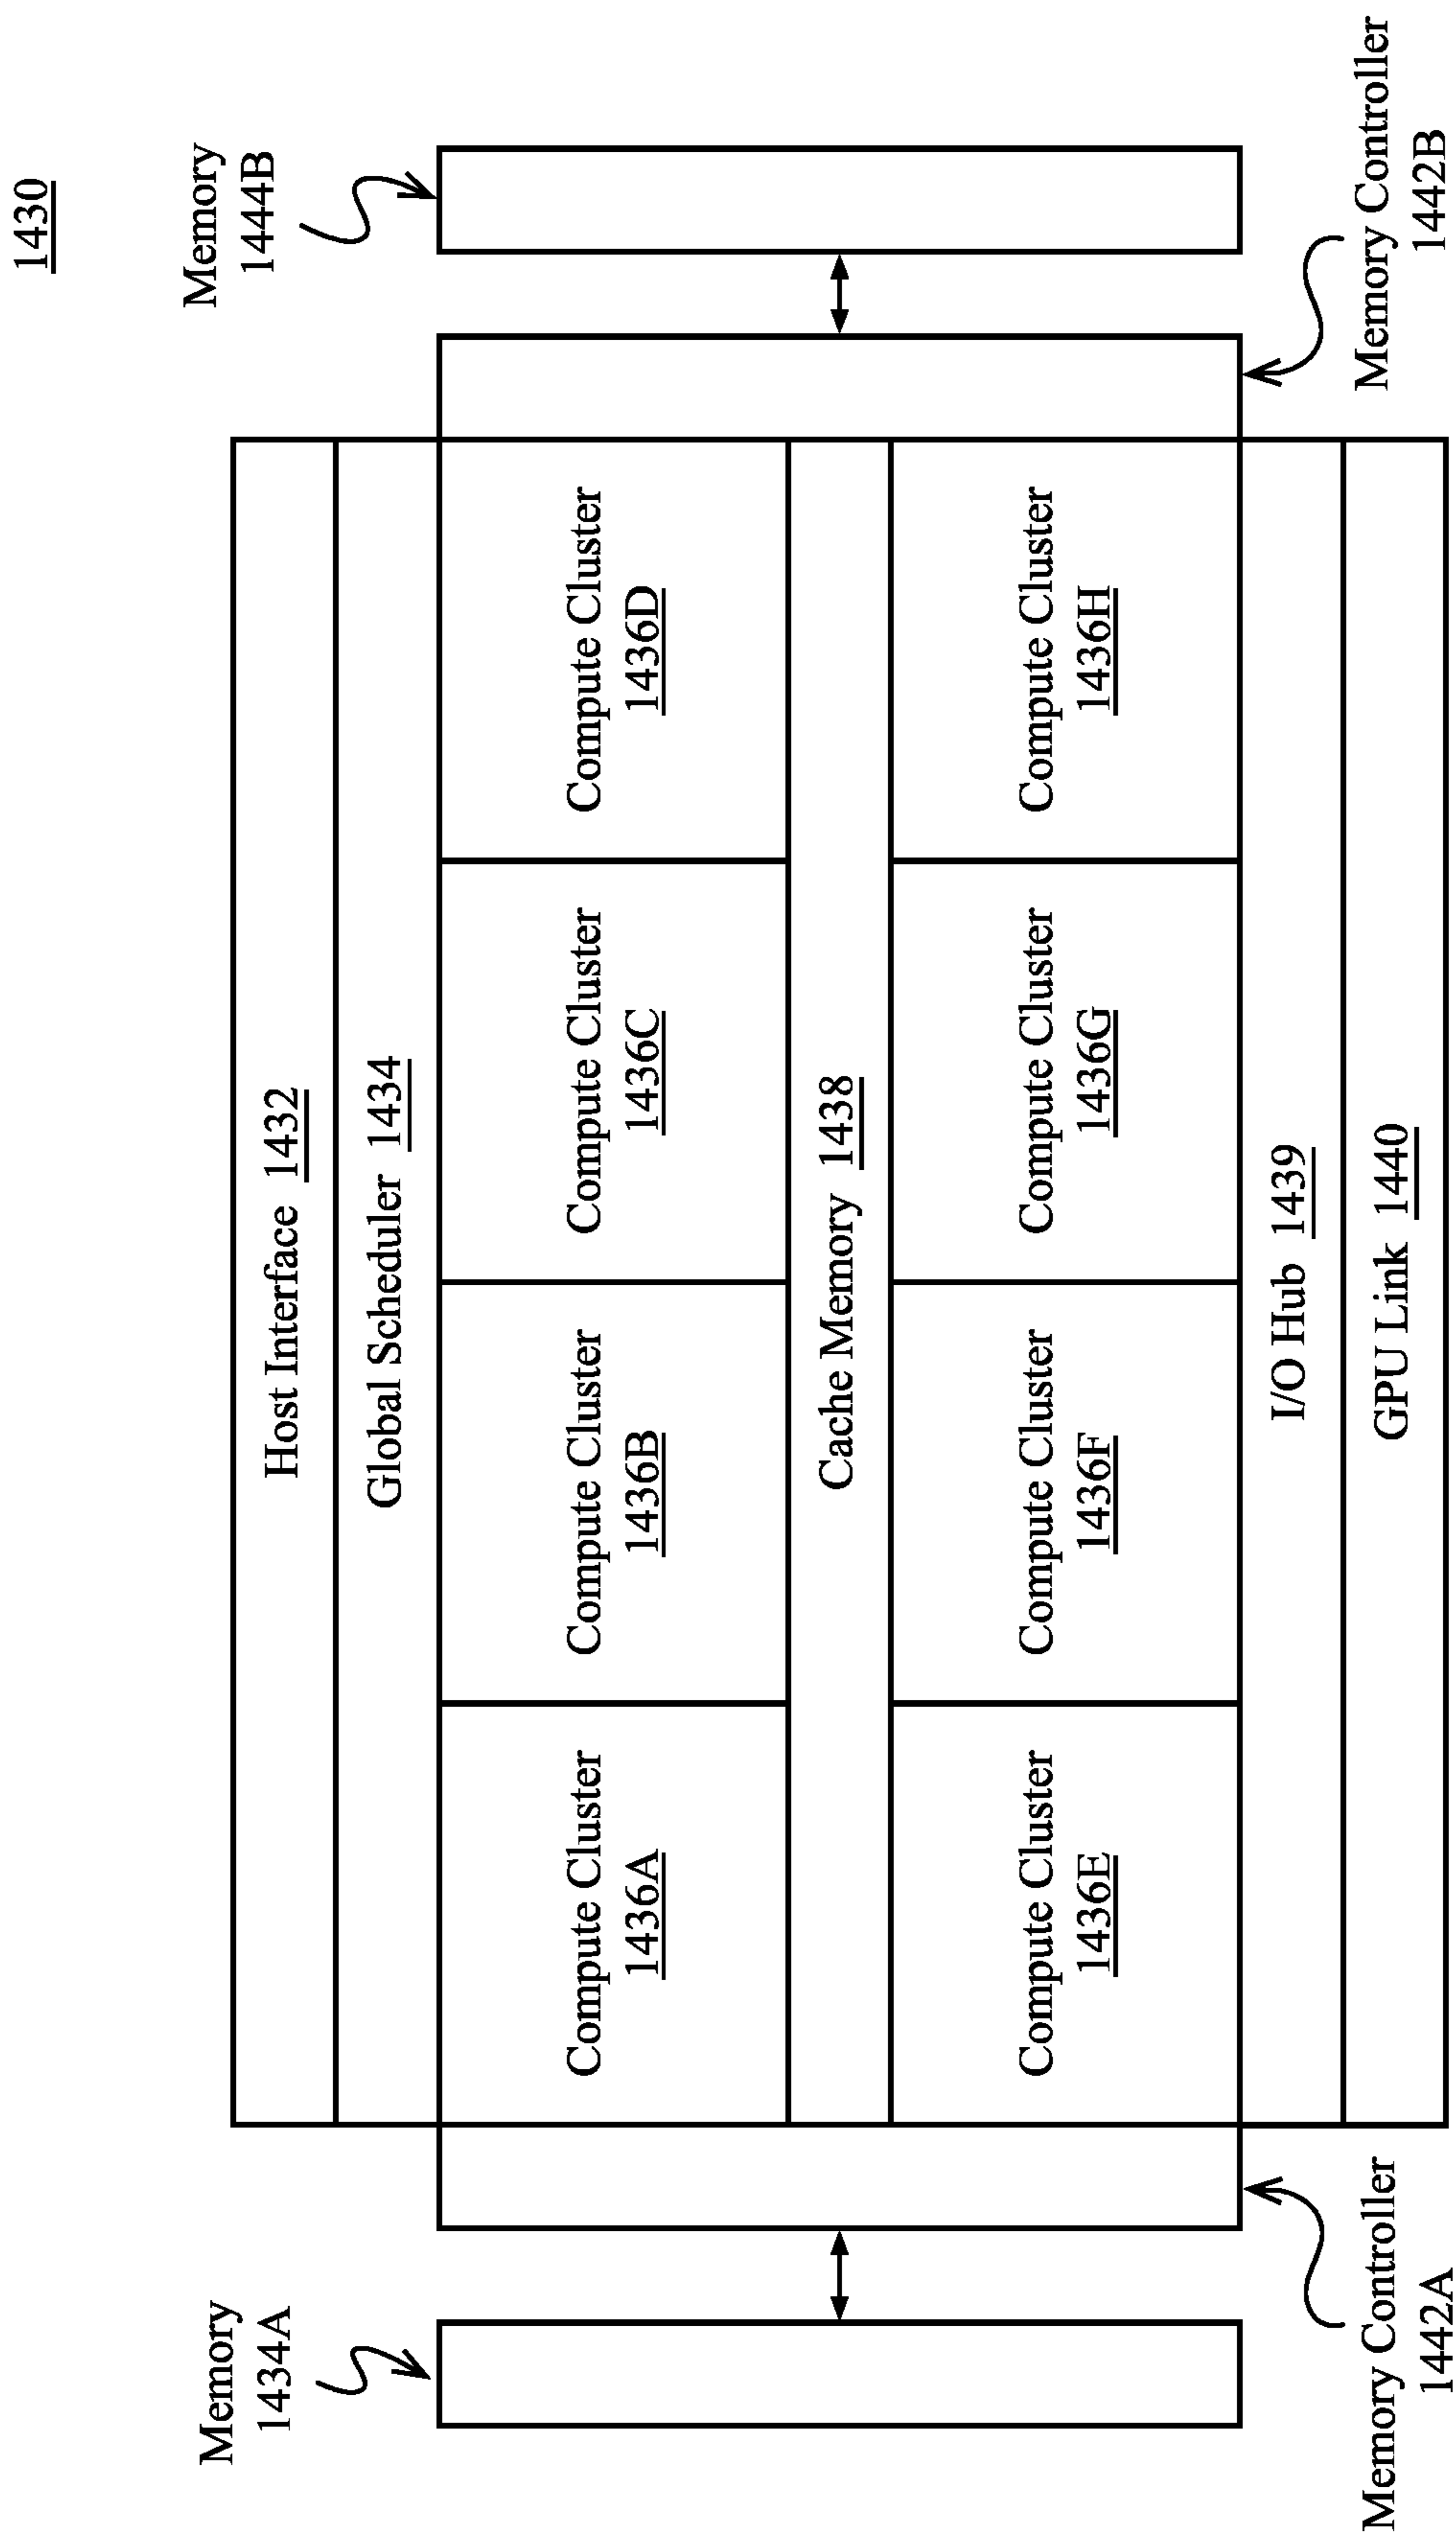 1430
Memory
1444B
Memory
1434A
Host Interface 1432
Global Scheduler 1434
Compute Cluster
1436A
Compute Cluster
1436B
Compute Cluster
1436C
Compute Cluster
1436D
Cache Memory 1438
Compute Cluster
1436E
Compute Cluster
1436F
Compute Cluster
1436G
Compute Cluster
1436H
I/O Hub 1439
GPU Link 1440
Memory Controller
1442A
Memory Controller
1442B